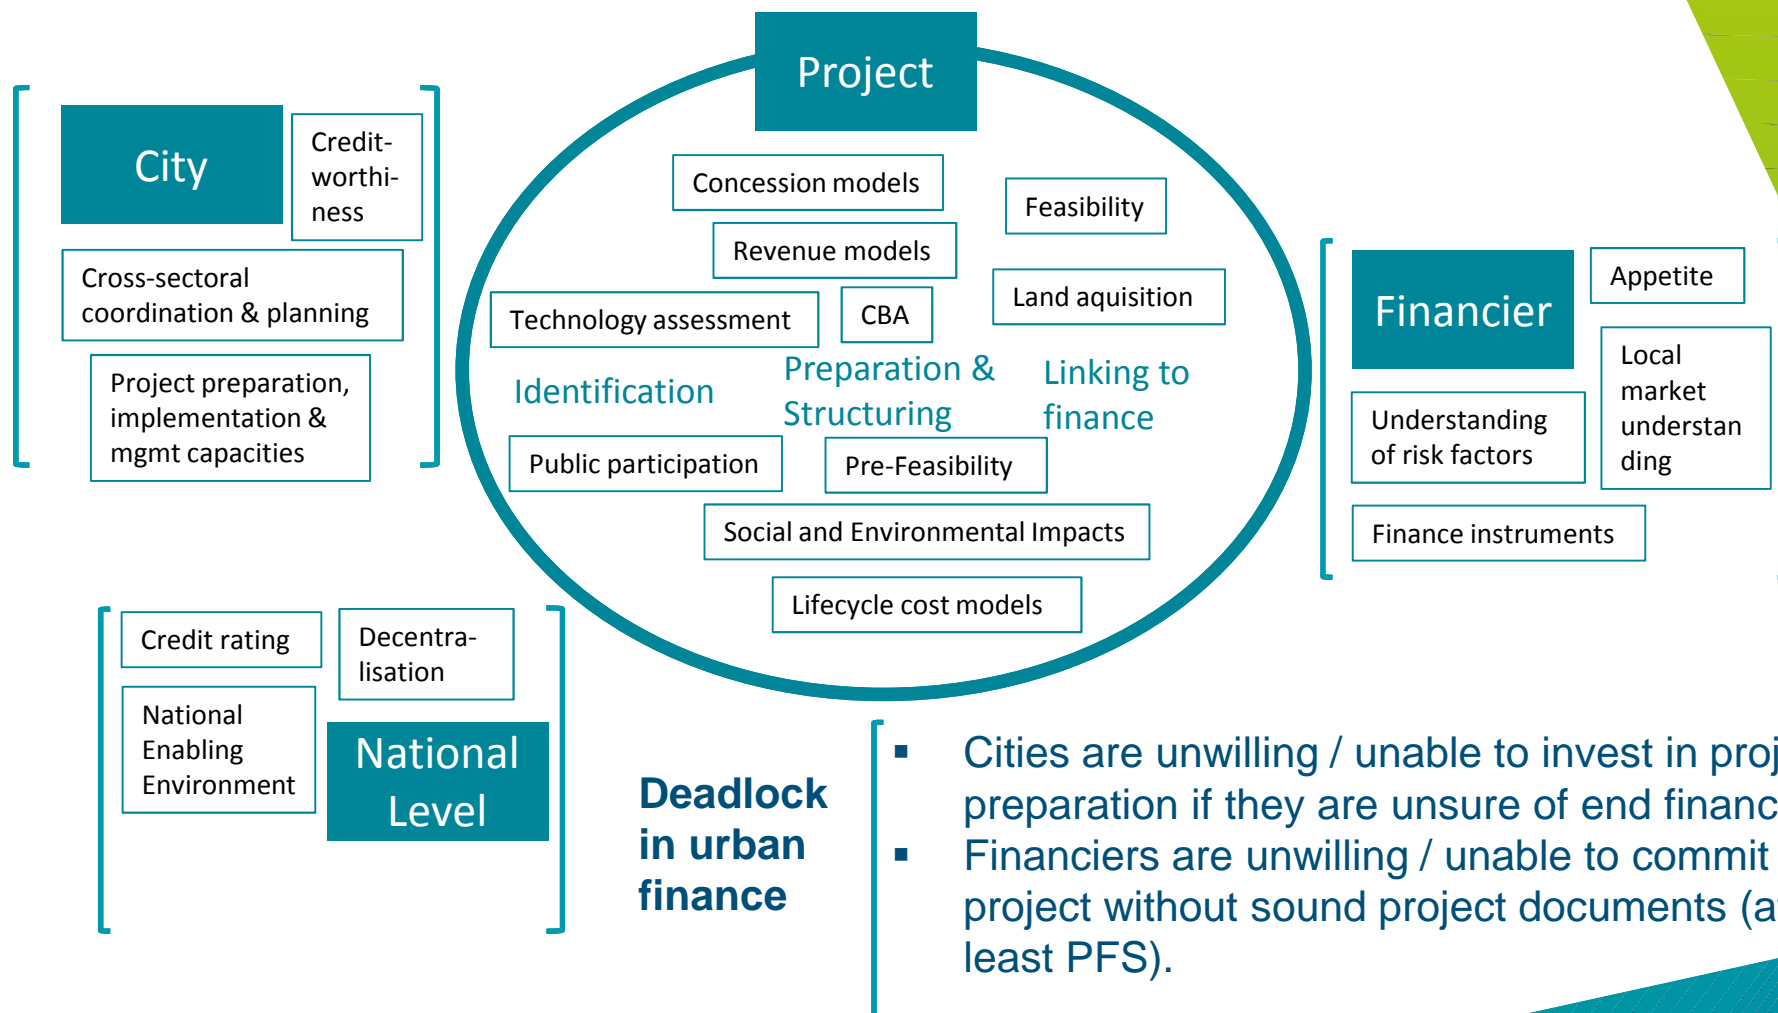 Project
City
Credit-
worthi-
ness
Cross-sectoral
coordination & planning
Project preparation,
implementation &
mgmt capacities
Concession models
Feasibility
Revenue models
Land aquisition
Technology assessment
CBA
Identification
Preparation &
Structuring
Linking to
finance
Public participation
Pre-Feasibility
Social and Environmental Impacts
Lifecycle cost models
Financier
Appetite
Local
market
understan
ding
Understanding
of risk factors
Finance instruments
Credit rating
Decentra-
lisation
National
Enabling
Environment
National
Level
Deadlock
in urban
finance
▪ Cities are unwilling / unable to invest in
preparation if they are unsure of end
▪ Financiers are unwilling / unable to commit
project without sound project documents
least PFS).